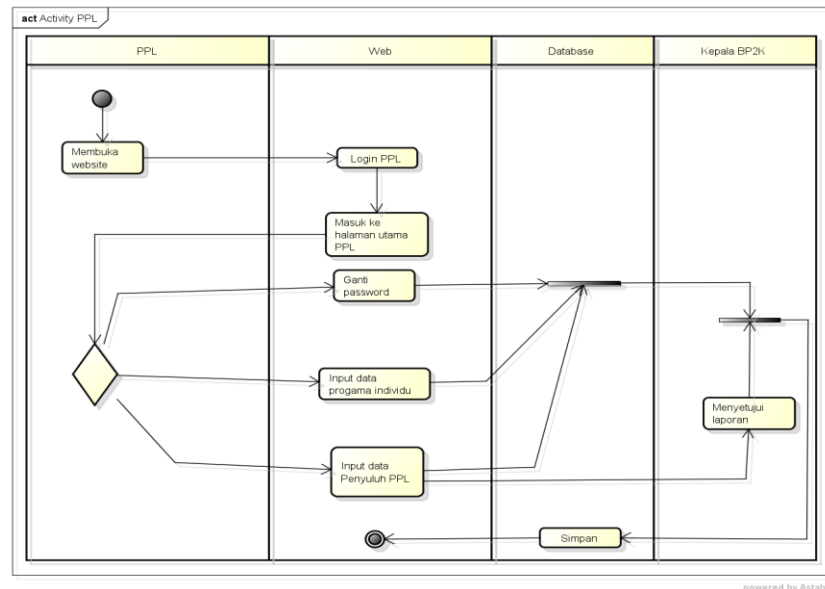 act Activity PPL
PPL
Web
Database
Kepala BP2K
Membuka
website
Login PPL
Masuk ke
halaman utama
PPL
Ganti
password
Input data
progama individu
Menyetujui
laporan
Input data
Penyuluh PPL
Simpan
powered by Astah